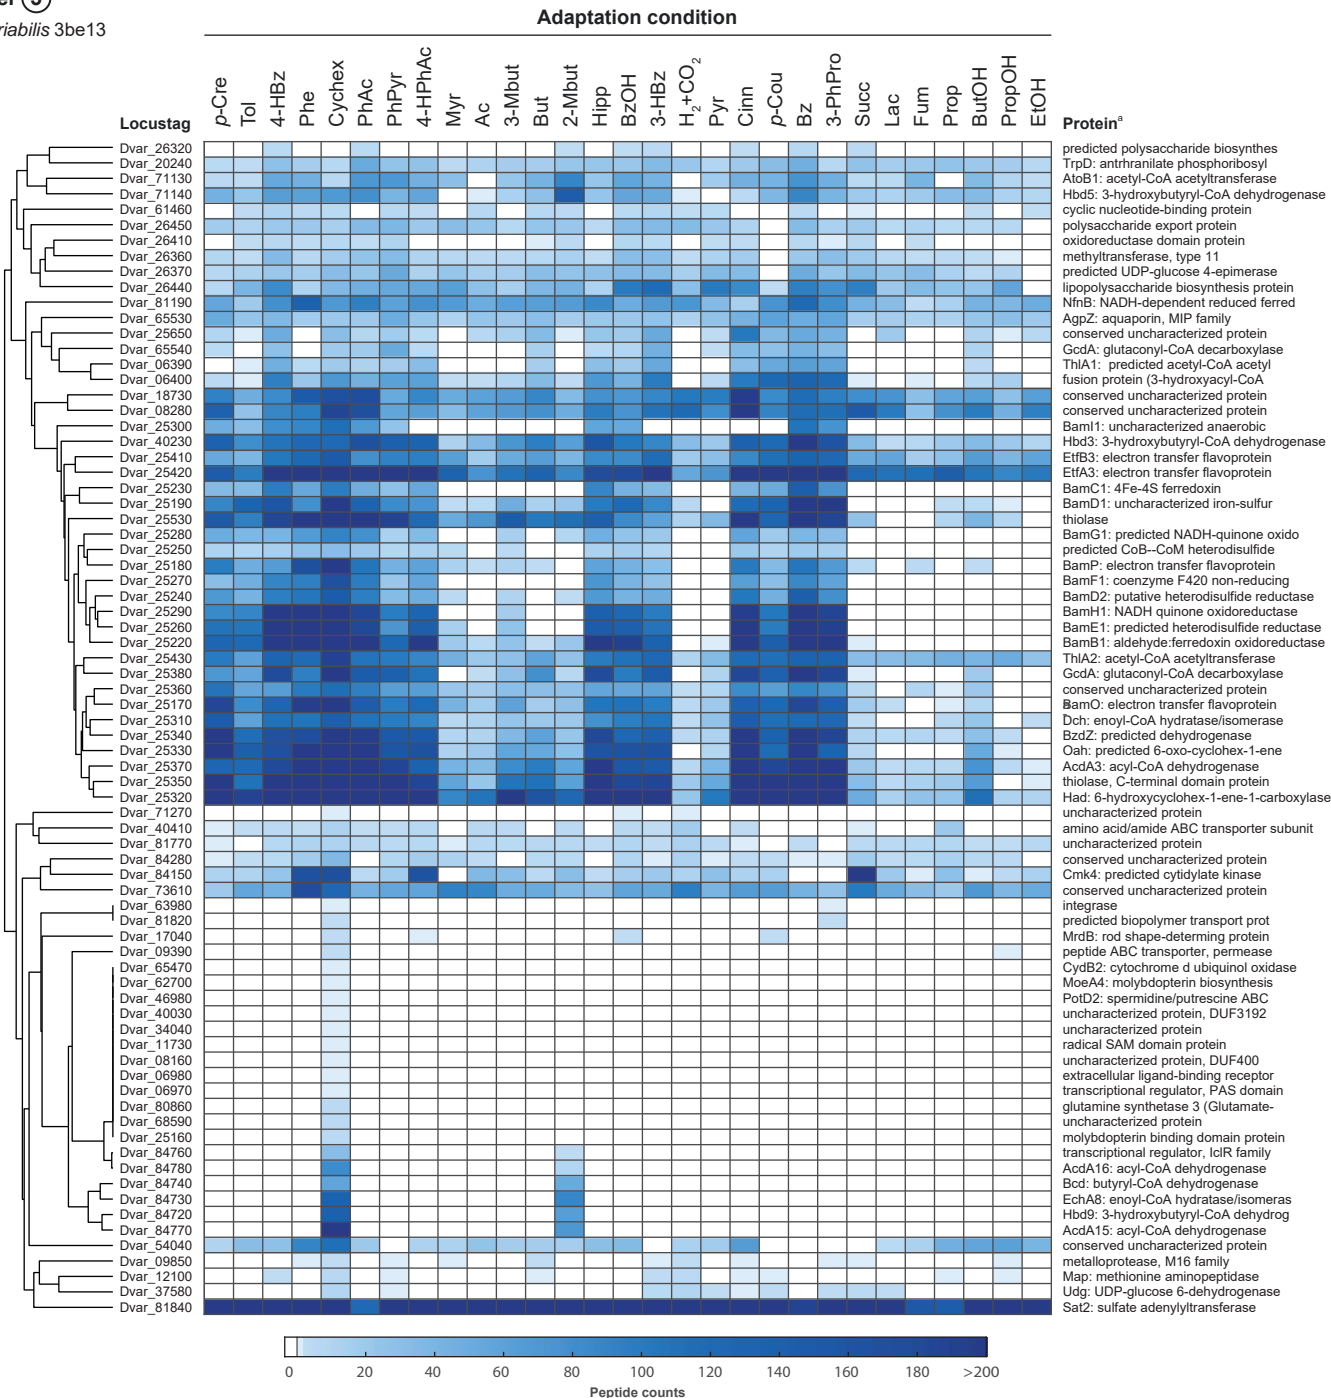 er 5
riabilis 3be13
Adaptation condition
p-Cre Tol 4-HBz Phe Cychex PhAc PhPyr 4-HPhAc Myr Ac 3-Mbut But 2-Mbut Hipp BzOH 3-HBz H2+CO2 Pyr Cinn p-Cou Bz 3-PhPro Succ Lac Fum Prop ButOH PropOH EtOH
Locustag Proteina
Dvar_26320 predicted polysaccharide biosynthes
Dvar_20240 TrpD: antrhranilate phosphoribosyl
Dvar_71130 AtoB1: acetyl-CoA acetyltransferase
Dvar_71140 Hbd5: 3-hydroxybutyryl-CoA dehydrogenase
Dvar_61460 cyclic nucleotide-binding protein
Dvar_26450 polysaccharide export protein
Dvar_26410 oxidoreductase domain protein
Dvar_26360 methyltransferase, type 11
Dvar_26370 predicted UDP-glucose 4-epimerase
Dvar_26440 lipopolysaccharide biosynthesis protein
Dvar_81190 NfnB: NADH-dependent reduced ferred
Dvar_65530 AgpZ: aquaporin, MIP family
Dvar_25650 conserved uncharacterized protein
Dvar_65540 GcdA: glutaconyl-CoA decarboxylase
Dvar_06390 ThlA1: predicted acetyl-CoA acetyl
Dvar_06400 fusion protein (3-hydroxyacyl-CoA
Dvar_18730 conserved uncharacterized protein
Dvar_08280 conserved uncharacterized protein
Dvar_25300 BamI1: uncharacterized anaerobic
Dvar_40230 Hbd3: 3-hydroxybutyryl-CoA dehydrogenase
Dvar_25410 EtfB3: electron transfer flavoprotein
Dvar_25420 EtfA3: electron transfer flavoprotein
Dvar_25230 BamC1: 4Fe-4S ferredoxin
Dvar_25190 BamD1: uncharacterized iron-sulfur
Dvar_25530 thiolase
Dvar_25280 BamG1: predicted NADH-quinone oxido
Dvar_25250 predicted CoB--CoM heterodisulfide
Dvar_25180 BamP: electron transfer flavoprotein
Dvar_25270 BamF1: coenzyme F420 non-reducing
Dvar_25240 BamD2: putative heterodisulfide reductase
Dvar_25290 BamH1: NADH quinone oxidoreductase
Dvar_25260 BamE1: predicted heterodisulfide reductase
Dvar_25220 BamB1: aldehyde:ferredoxin oxidoreductase
Dvar_25430 ThlA2: acetyl-CoA acetyltransferase
Dvar_25380 GcdA: glutaconyl-CoA decarboxylase
Dvar_25360 conserved uncharacterized protein
Dvar_25170 BamO: electron transfer flavoprotein
Dvar_25310 Dch: enoyl-CoA hydratase/isomerase
Dvar_25340 BzdZ: predicted dehydrogenase
Dvar_25330 Oah: predicted 6-oxo-cyclohex-1-ene
Dvar_25370 AcdA3: acyl-CoA dehydrogenase
Dvar_25350 thiolase, C-terminal domain protein
Dvar_25320 Had: 6-hydroxycyclohex-1-ene-1-carboxylase
Dvar_71270 uncharacterized protein
Dvar_40410 amino acid/amide ABC transporter subunit
Dvar_81770 uncharacterized protein
Dvar_84280 conserved uncharacterized protein
Dvar_84150 Cmk4: predicted cytidylate kinase
Dvar_73610 conserved uncharacterized protein
Dvar_63980 integrase
Dvar_81820 predicted biopolymer transport prot
Dvar_17040 MrdB: rod shape-determing protein
Dvar_09390 peptide ABC transporter, permease
Dvar_65470 CydB2: cytochrome d ubiquinol oxidase
Dvar_62700 MoeA4: molybdopterin biosynthesis
Dvar_46980 PotD2: spermidine/putrescine ABC
Dvar_40030 uncharacterized protein, DUF3192
Dvar_34040 uncharacterized protein
Dvar_11730 radical SAM domain protein
Dvar_08160 uncharacterized protein, DUF400
Dvar_06980 extracellular ligand-binding receptor
Dvar_06970 transcriptional regulator, PAS domain
Dvar_80860 glutamine synthetase 3 (Glutamate-
Dvar_68590 uncharacterized protein
Dvar_25160 molybdopterin binding domain protein
Dvar_84760 transcriptional regulator, IclR family
Dvar_84780 AcdA16: acyl-CoA dehydrogenase
Dvar_84740 Bcd: butyryl-CoA dehydrogenase
Dvar_84730 EchA8: enoyl-CoA hydratase/isomeras
Dvar_84720 Hbd9: 3-hydroxybutyryl-CoA dehydrog
Dvar_84770 AcdA15: acyl-CoA dehydrogenase
Dvar_54040 conserved uncharacterized protein
Dvar_09850 metalloprotease, M16 family
Dvar_12100 Map: methionine aminopeptidase
Dvar_37580 Udg: UDP-glucose 6-dehydrogenase
Dvar_81840 Sat2: sulfate adenylyltransferase
0 20 40 60 80 100 120 140 160 180 >200
Peptide counts